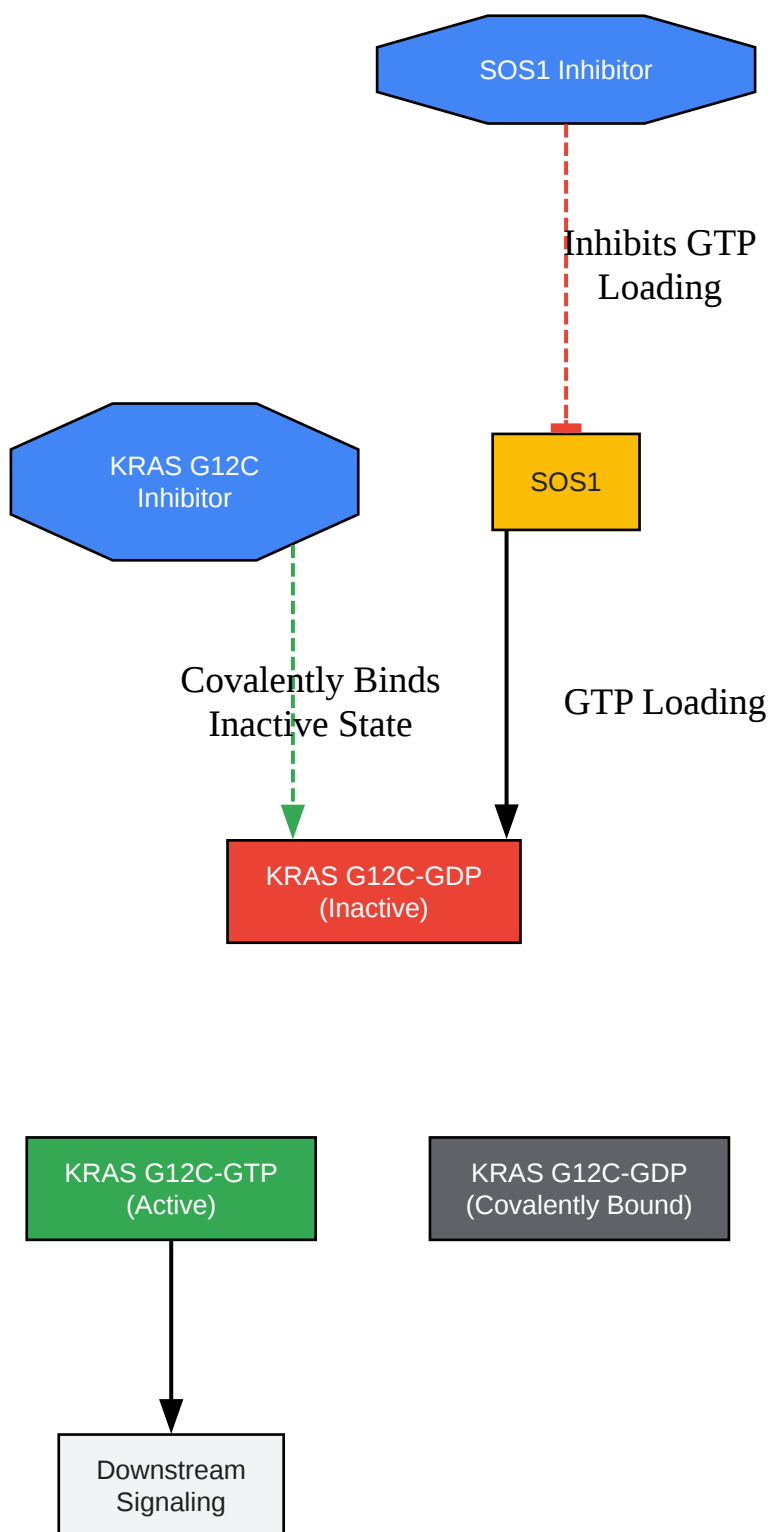 SOS1 Inhibitor
Inhibits GTP
Loading
KRAS G12C
Inhibitor
SOS1
Covalently Binds
Inactive State
GTP Loading
KRAS G12C-GDP
(Inactive)
KRAS G12C-GTP
(Active)
KRAS G12C-GDP
(Covalently Bound)
Downstream
Signaling